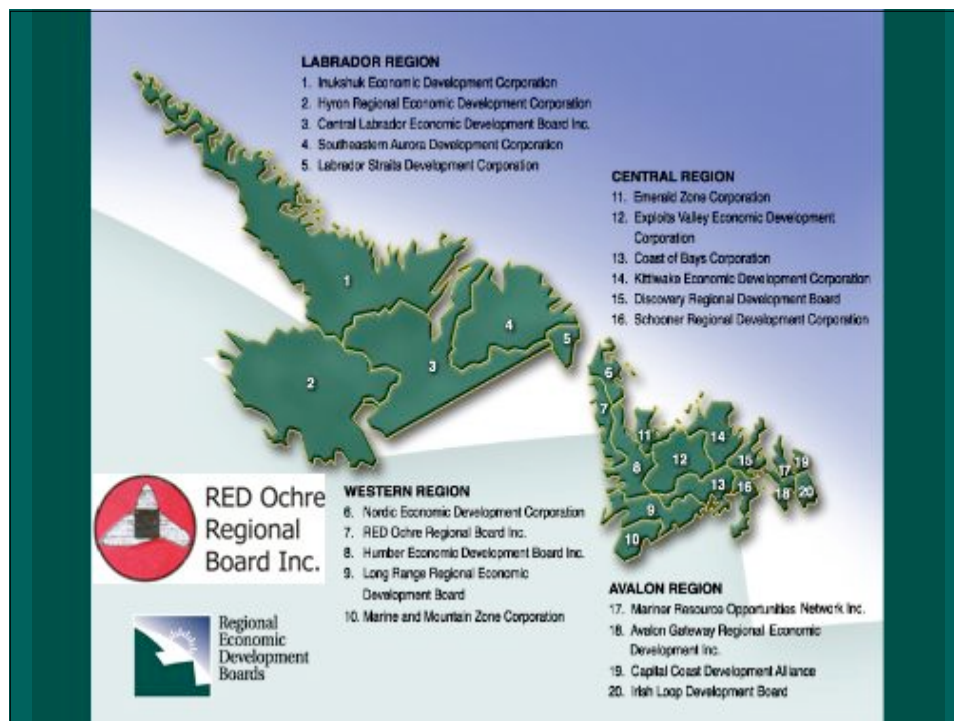 LABRADOR REGION
1. Inukshuk Economic Development Corporation
2. Hyron Regional Economic Development Corporation
3. Central Labrador Economic Development Board Inc.
4. Southeastern Aurora Development Corporation
5. Labrador Straits Development Corporation
CENTRAL REGION
11. Emerald Zone Corporation
12. Exploits Valley Economic Development
Corporation
13. Coast of Bays Corporation
14. Kittiwake Economic Development Corporation
15. Discovery Regional Development Board
16. Schooner Regional Development Corporation
1
2
3
4
5
6
7
8
9
10
11
12
13
14
15
16
17
18
19
20
RED Ochre
Regional
Board Inc.
WESTERN REGION
6. Nordic Economic Development Corporation
7. RED Ochre Regional Board Inc.
8. Humber Economic Development Board Inc.
9. Long Range Regional Economic
Development Board
10. Marine and Mountain Zone Corporation
Regional
Economic
Development
Boards
AVALON REGION
17. Mariner Resource Opportunities Network Inc.
18. Avalon Gateway Regional Economic
Development Inc.
19. Capital Coast Development Alliance
20. Irish Loop Development Board